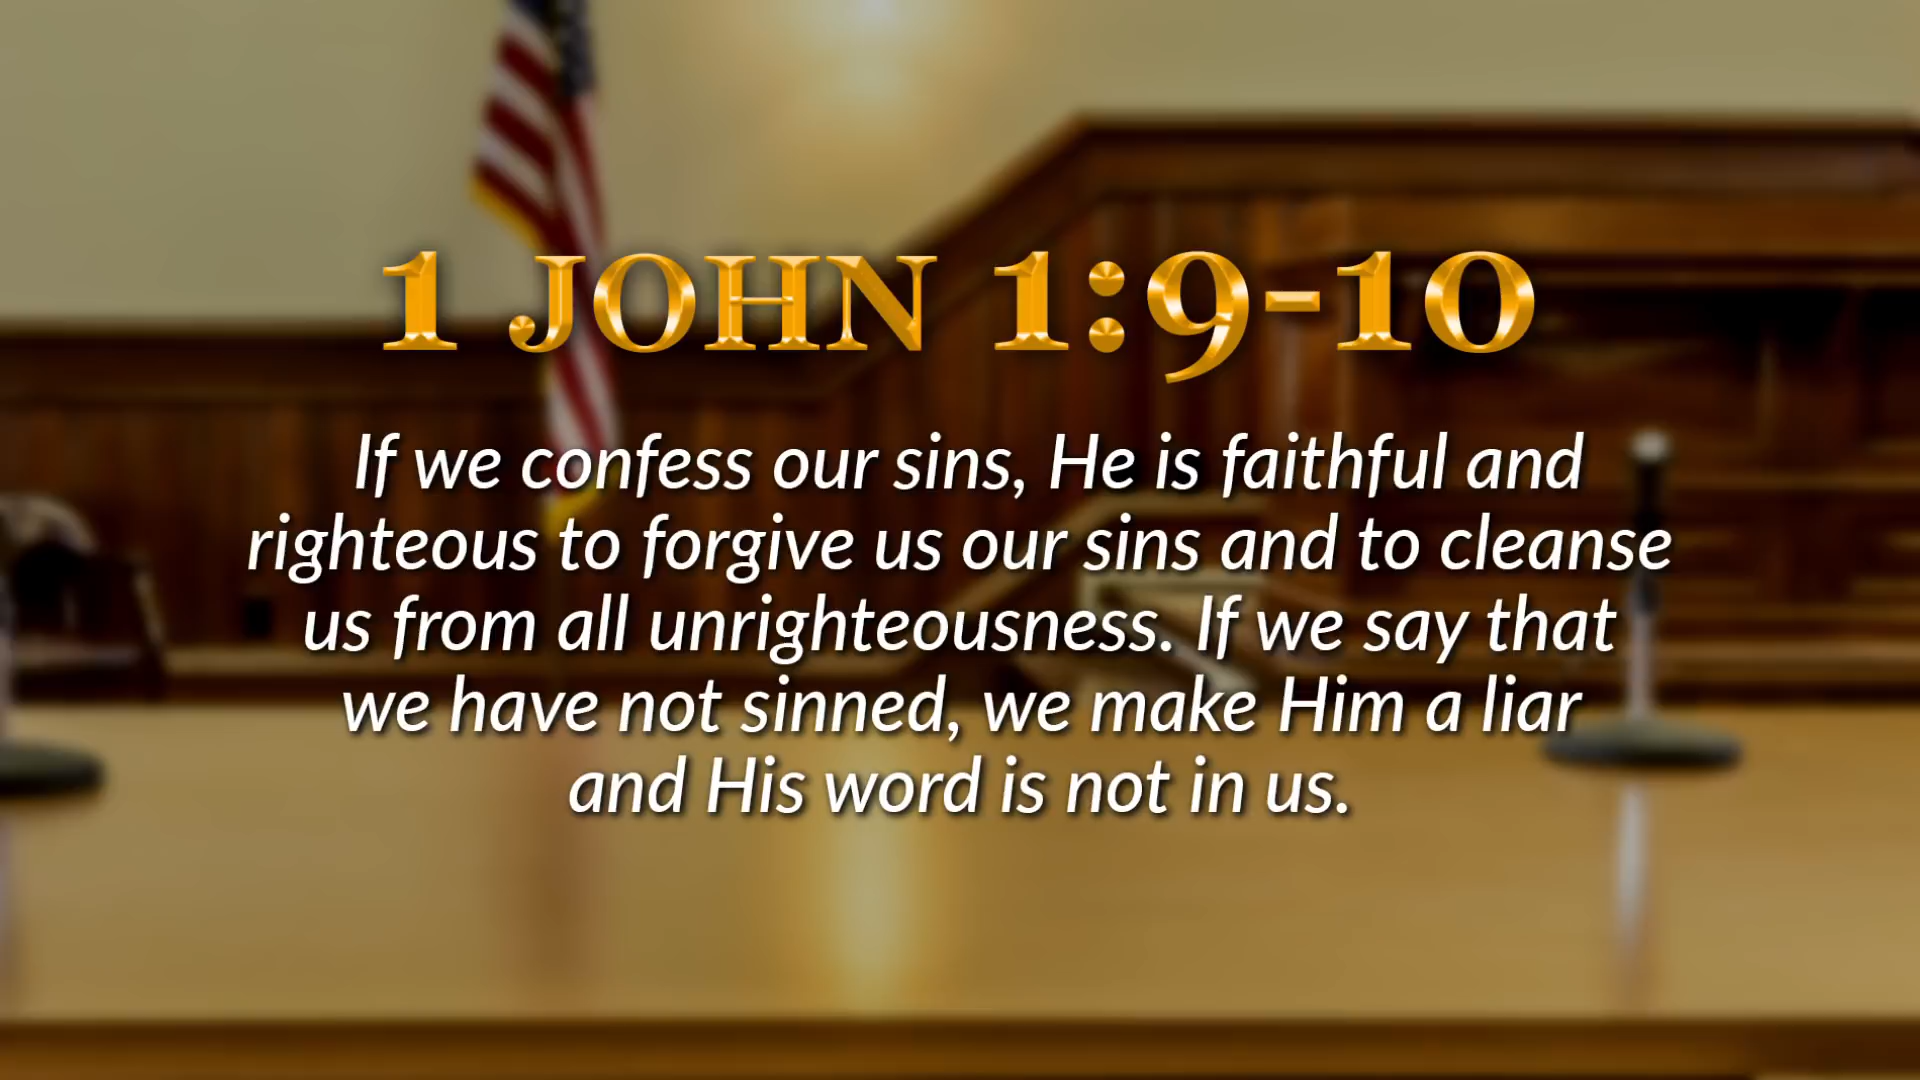 1 JOHN 1:9-10
If we confess our sins, He is faithful and
righteous to forgive us our sins and to cleanse
us from all unrighteousness. If we say that
we have not sinned, we make Him a liar
and His word is not in us.